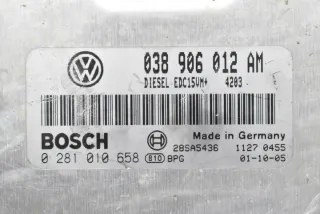 038 906 012 AM
DIESEL EDC15VM+ 4203
BOSCH
Made in Germany
28SA5436 1127 0455
0 281 010 658 810 BPG 01-10-05